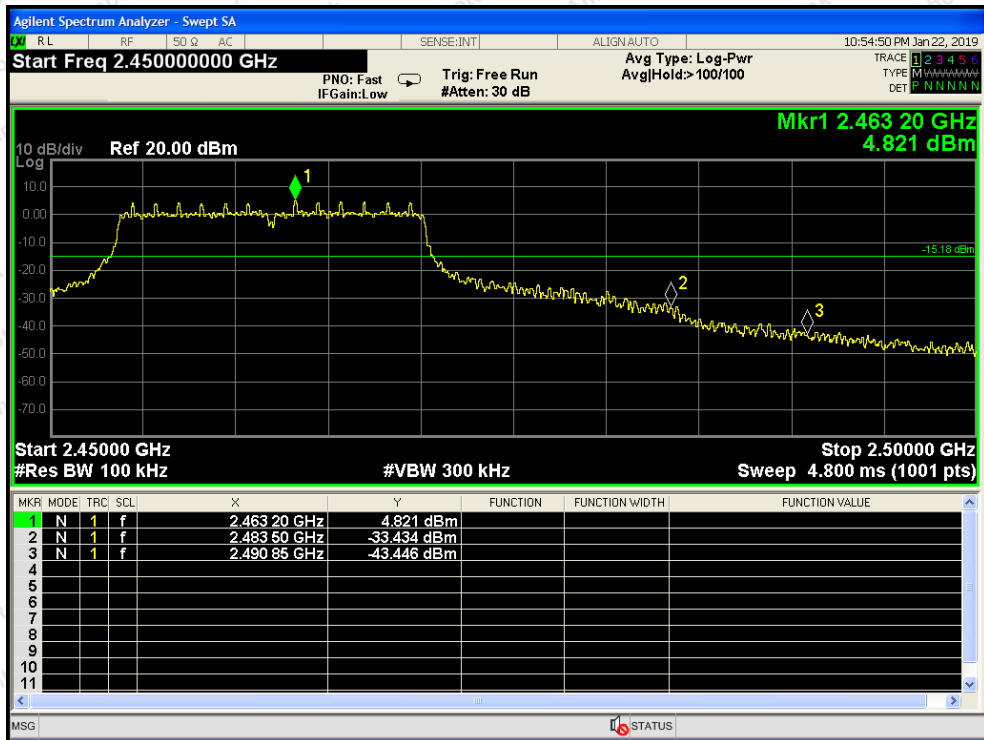 Agilent Spectrum Analyzer - Swept SA
LXI RL RF 50 Ω AC SENSE:INT ALIGN AUTO 10:54:50 PM Jan 22, 2019
Start Freq 2.450000000 GHz
PNO: Fast
IFGain:Low
Trig: Free Run
#Atten: 30 dB
Avg Type: Log-Pwr
Avg|Hold:> 100/100
TRACE 1 2 3 4 5 6
TYPE M
DET P N N N N N
Mkr1 2.463 20 GHz
4.821 dBm
10 dB/div Ref 20.00 dBm
Log
10.0
0.00
-10.0
-20.0
-30.0
-40.0
-50.0
-60.0
-70.0
1
-15.18 dBm
2
3
Start 2.45000 GHz Stop 2.50000 GHz
#Res BW 100 kHz #VBW 300 kHz Sweep 4.800 ms (1001 pts)
MKR MODE TRC SCL X Y FUNCTION FUNCTION WIDTH FUNCTION VALUE
1 N 1 f 2.463 20 GHz 4.821 dBm
2 N 1 f 2.483 50 GHz -33.434 dBm
3 N 1 f 2.490 85 GHz -43.446 dBm
4
5
6
7
8
9
10
11
MSG STATUS